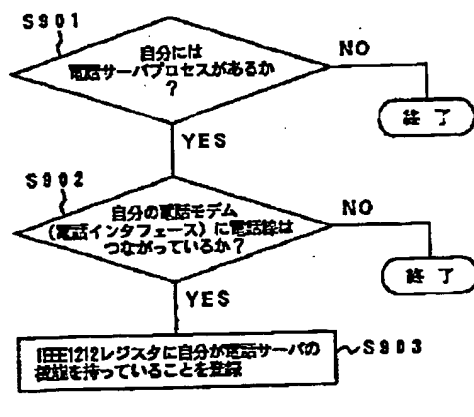 S901
自分には
電話サーバプロセスがあるか
?
NO
終了
YES
S902
自分の電話モデム
(電話インタフェース)に電話線は
つながっているか?
NO
終了
YES
IEEE1212レジスタに自分が電話サーバの
機能を持っていることを登録
S903